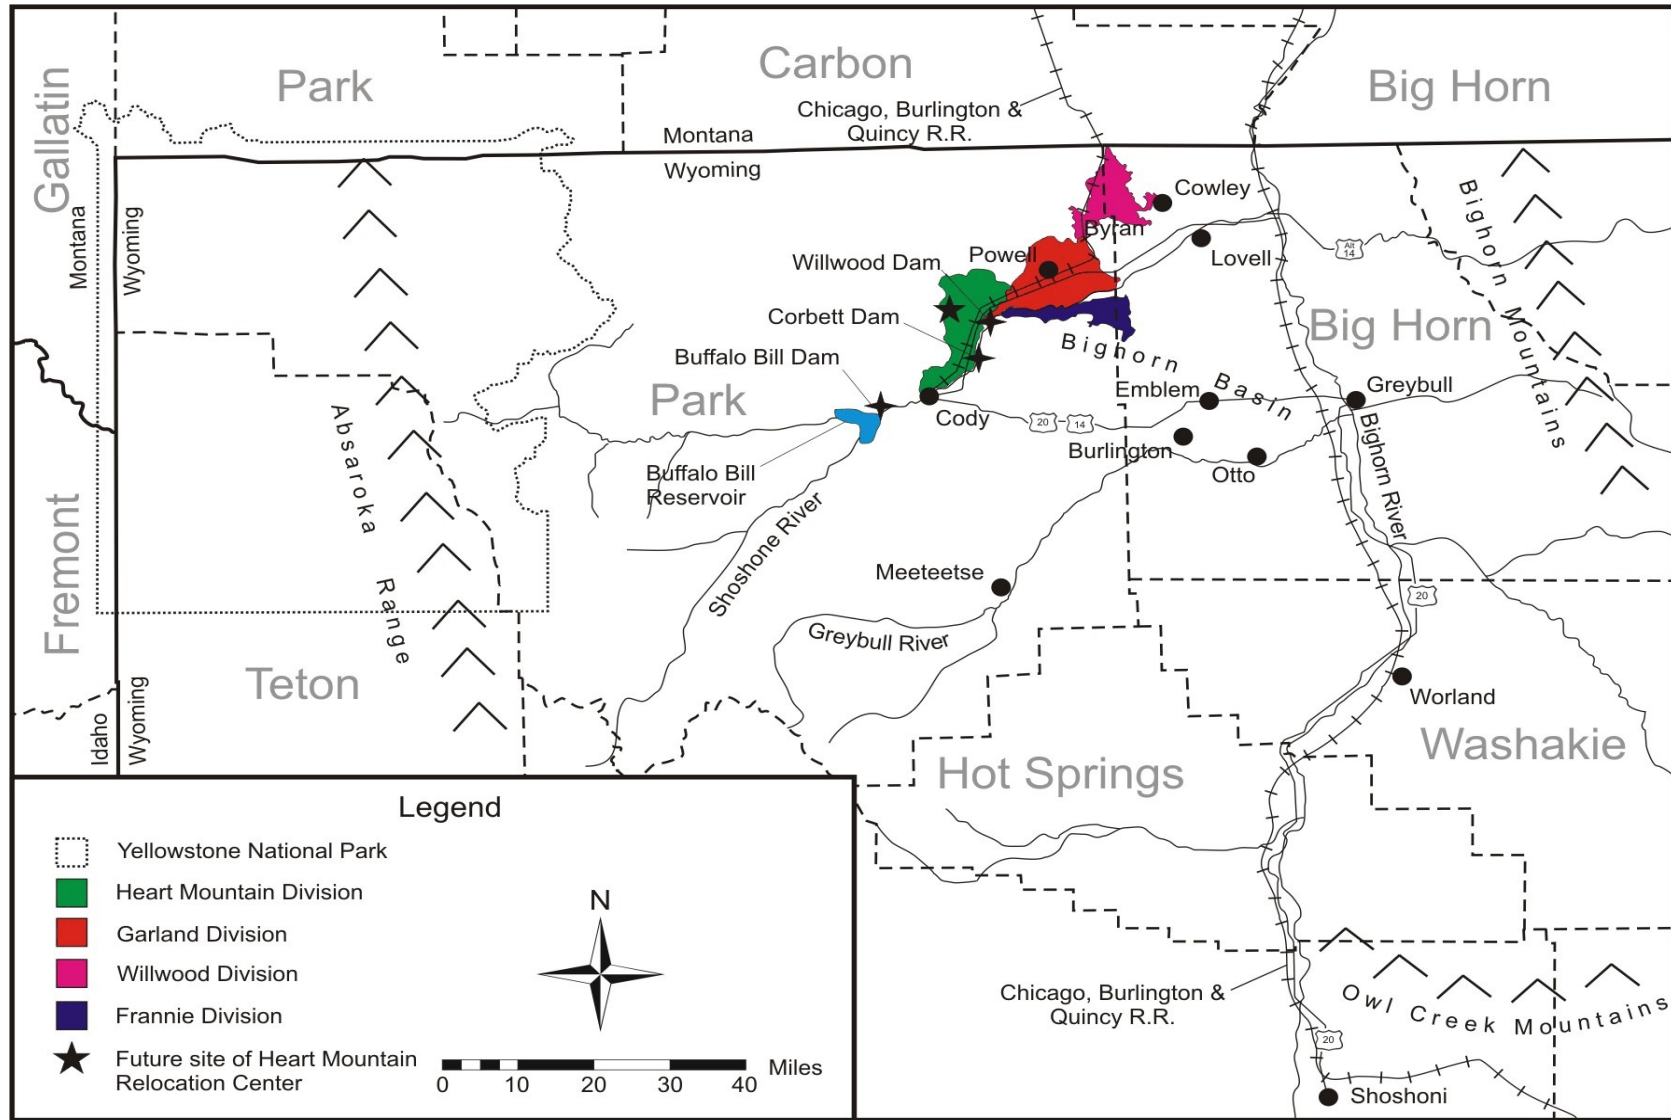 Gallatin
Park
Carbon
Big Horn
Chicago, Burlington &
Quincy R.R.
Montana
Wyoming
Montana
Wyoming
Cowley
Byran
Powell
Lovell
Alt
14
Willwood Dam
Corbett Dam
Buffalo Bill Dam
Bighorn Mountains
Big Horn
Bighorn Basin
Park
Emblem
Greybull
Cody
20
14
Burlington
Otto
Bighorn River
Buffalo Bill
Reservoir
Absaroka Range
Shoshone River
Meeteetse
20
Fremont
Greybull River
Teton
Idaho
Wyoming
Worland
Washakie
Hot Springs
Chicago, Burlington &
Quincy R.R.
Owl Creek Mountains
20
Shoshoni
Legend
Yellowstone National Park
Heart Mountain Division
Garland Division
Willwood Division
Frannie Division
Future site of Heart Mountain
Relocation Center
N
0 10 20 30 40 Miles